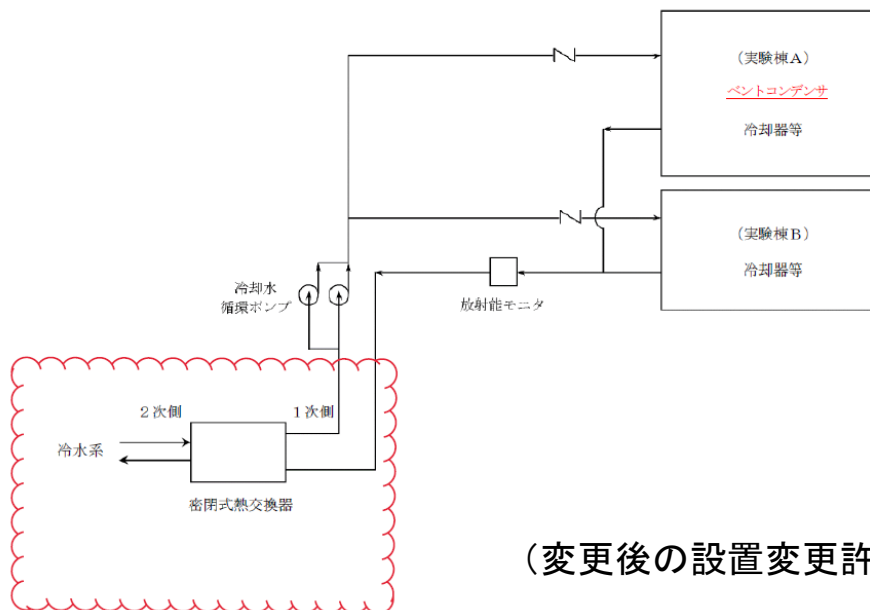 (実験棟A)
ベントコンデンサ
冷却器等
(実験棟B)
冷却器等
冷却水
循環ポンプ
放射能モニタ
2次側
1次側
冷水系
密閉式熱交換器
(変更後の設置変更許